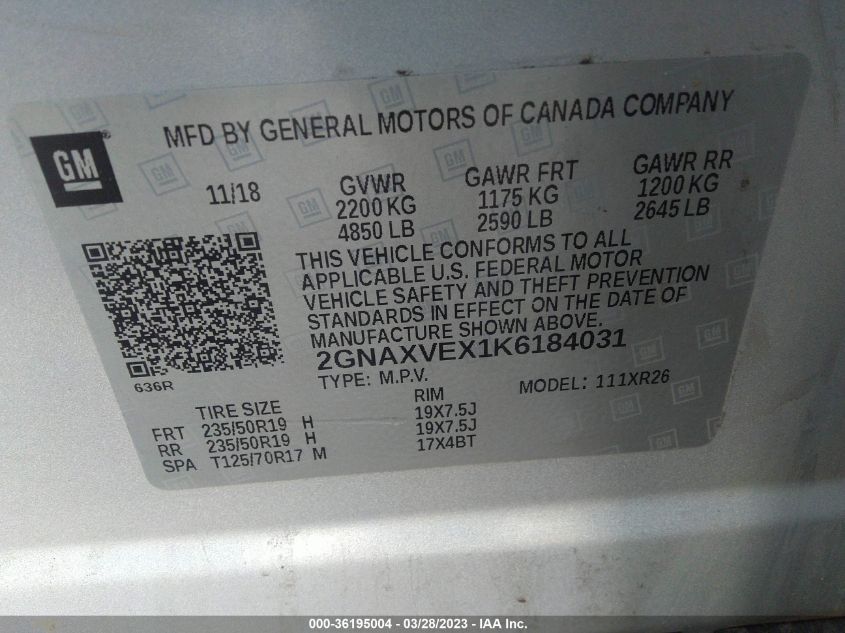 MFD BY GENERAL MOTORS OF CANADA COMPANY
GM ®
11/18
GVWR
2200 KG
4850 LB
GAWR FRT
1175 KG
2590 LB
GAWR RR
1200 KG
2645 LB
THIS VEHICLE CONFORMS TO ALL
APPLICABLE U.S. FEDERAL MOTOR
VEHICLE SAFETY AND THEFT PREVENTION
STANDARDS IN EFFECT ON THE DATE OF
MANUFACTURE SHOWN ABOVE.
2GNAXVEX1K6184031
636R
TYPE: M.P.V. MODEL: 111XR26
TIRE SIZE RIM
FRT 235/50R19 H 19X7.5J
RR 235/50R19 H 19X7.5J
SPA T125/70R17 M 17X4BT
000-36195004 - 03/28/2023 - IAA Inc.